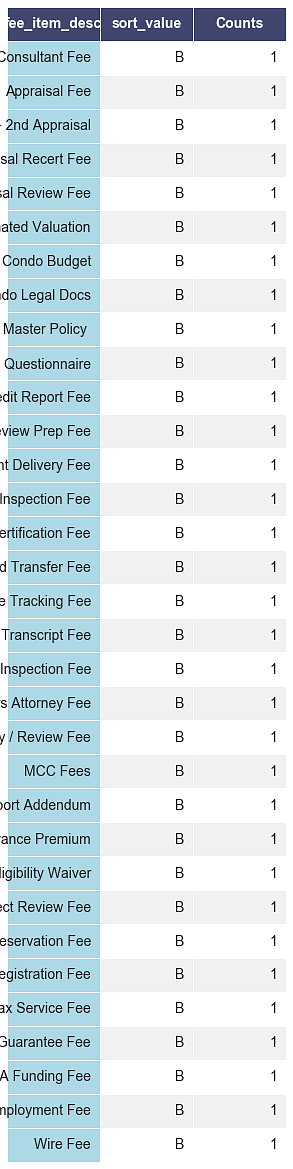 fee_item_desc sort_value Counts
Consultant Fee B 1
Appraisal Fee B 1
- 2nd Appraisal B 1
sal Recert Fee B 1
sal Review Fee B 1
nated Valuation B 1
Condo Budget B 1
ndo Legal Docs B 1
Master Policy B 1
Questionnaire B 1
edit Report Fee B 1
eview Prep Fee B 1
nt Delivery Fee B 1
Inspection Fee B 1
ertification Fee B 1
d Transfer Fee B 1
e Tracking Fee B 1
Transcript Fee B 1
Inspection Fee B 1
rs Attorney Fee B 1
y / Review Fee B 1
MCC Fees B 1
port Addendum B 1
rance Premium B 1
ligibility Waiver B 1
ect Review Fee B 1
eservation Fee B 1
egistration Fee B 1
ax Service Fee B 1
Guarantee Fee B 1
A Funding Fee B 1
mployment Fee B 1
Wire Fee B 1